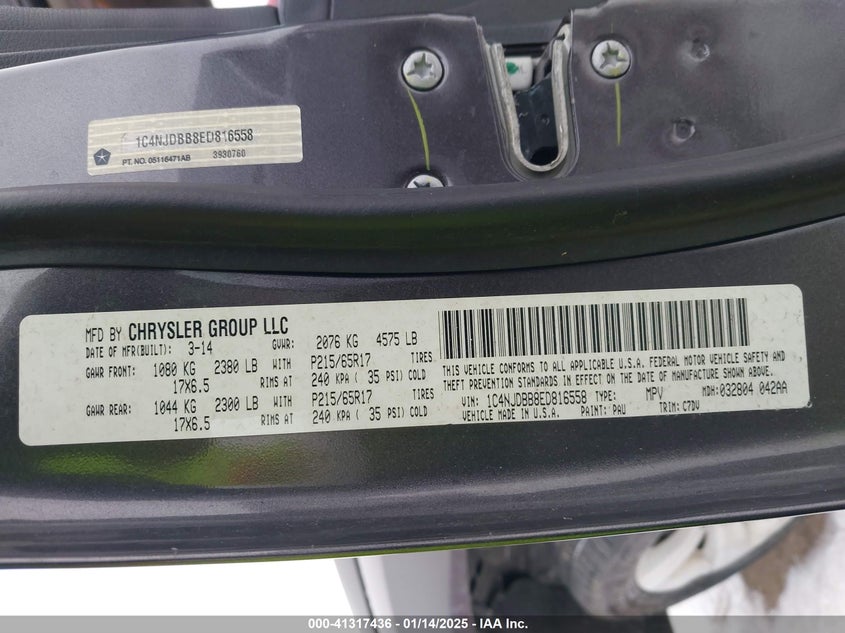 1C4NJDBB8ED816558
PT. NO. 05116471AB 3930760
MFD BY CHRYSLER GROUP LLC
DATE OF MFR(BUILT): 3-14 GVWR: 2076 KG 4575 LB
GAWR FRONT: 1080 KG 2380 LB WITH P215/65R17 TIRES
17X6.5 RIMS AT 240 KPA ( 35 PSI) COLD
GAWR REAR: 1044 KG 2300 LB WITH P215/65R17 TIRES
17X6.5 RIMS AT 240 KPA ( 35 PSI) COLD
THIS VEHICLE CONFORMS TO ALL APPLICABLE U.S.A. FEDERAL MOTOR VEHICLE SAFETY AND
THEFT PREVENTION STANDARDS IN EFFECT ON THE DATE OF MANUFACTURE SHOWN ABOVE.
VIN: 1C4NJDBB8ED816558 TYPE: MPV MDH: 032804 042AA
VEHICLE MADE IN U.S.A. PAINT: PAU TRIM: C7DV
000-41317436 - 01/14/2025 - IAA Inc.